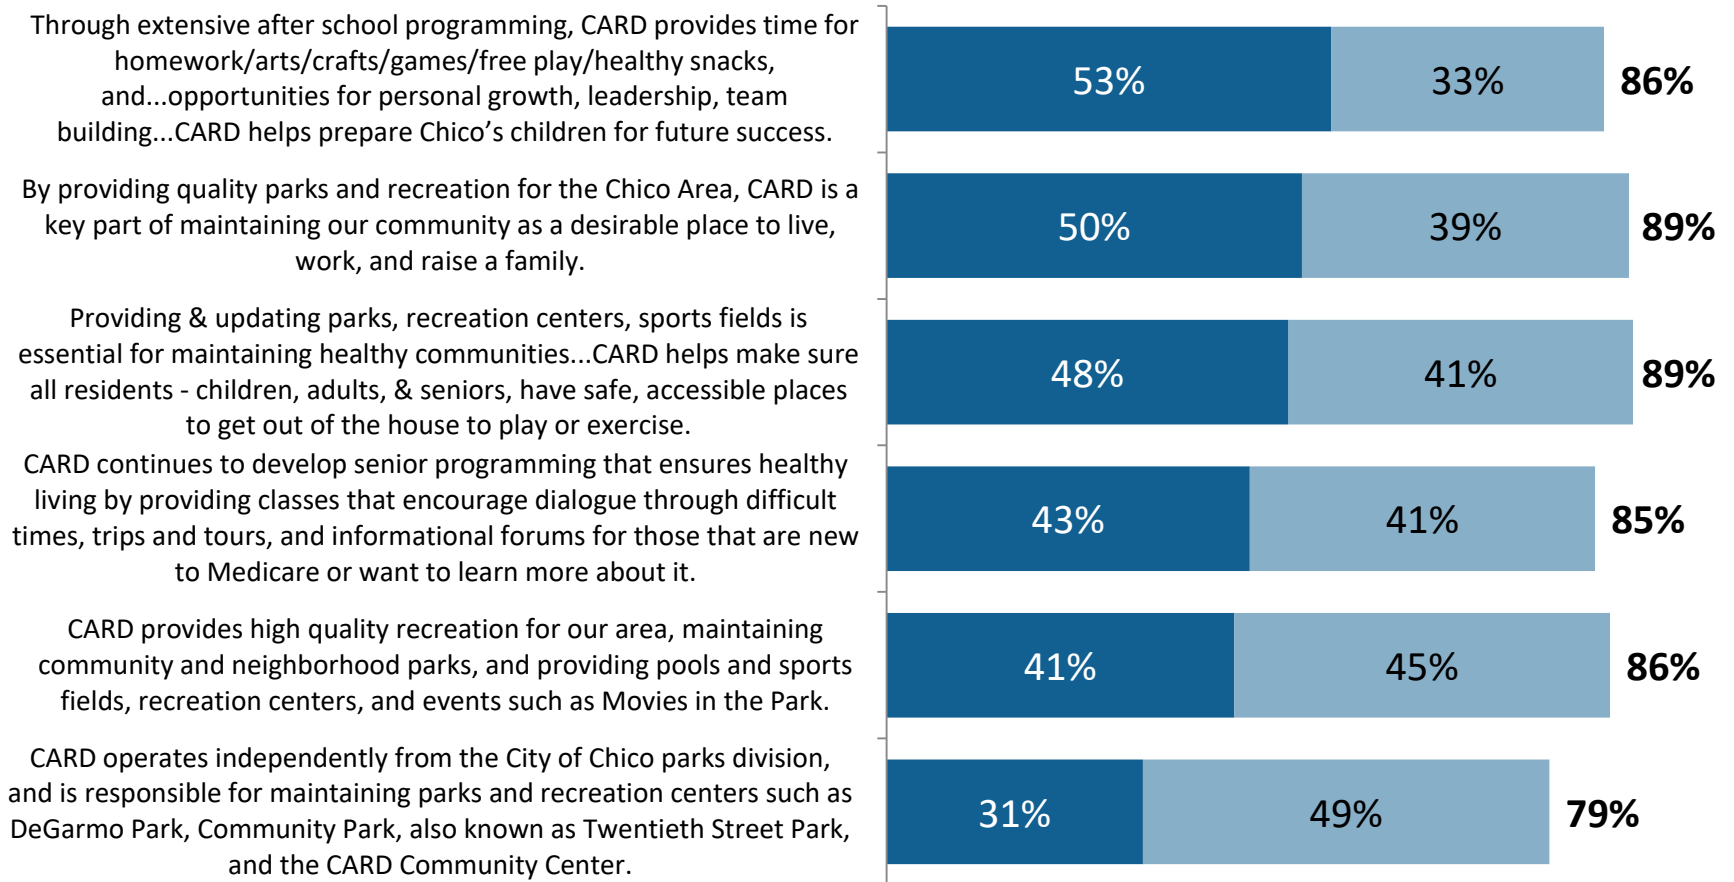 Through extensive after school programming, CARD provides time for
homework/arts/crafts/games/free play/healthy snacks,
and...opportunities for personal growth, leadership, team
building...CARD helps prepare Chico’s children for future success.
53%
33%
86%
By providing quality parks and recreation for the Chico Area, CARD is a
key part of maintaining our community as a desirable place to live,
work, and raise a family.
50%
39%
89%
Providing & updating parks, recreation centers, sports fields is
essential for maintaining healthy communities...CARD helps make sure
all residents - children, adults, & seniors, have safe, accessible places
to get out of the house to play or exercise.
48%
41%
89%
CARD continues to develop senior programming that ensures healthy
living by providing classes that encourage dialogue through difficult
times, trips and tours, and informational forums for those that are new
to Medicare or want to learn more about it.
43%
41%
85%
CARD provides high quality recreation for our area, maintaining
community and neighborhood parks, and providing pools and sports
fields, recreation centers, and events such as Movies in the Park.
41%
45%
86%
CARD operates independently from the City of Chico parks division,
and is responsible for maintaining parks and recreation centers such as
DeGarmo Park, Community Park, also known as Twentieth Street Park,
and the CARD Community Center.
31%
49%
79%